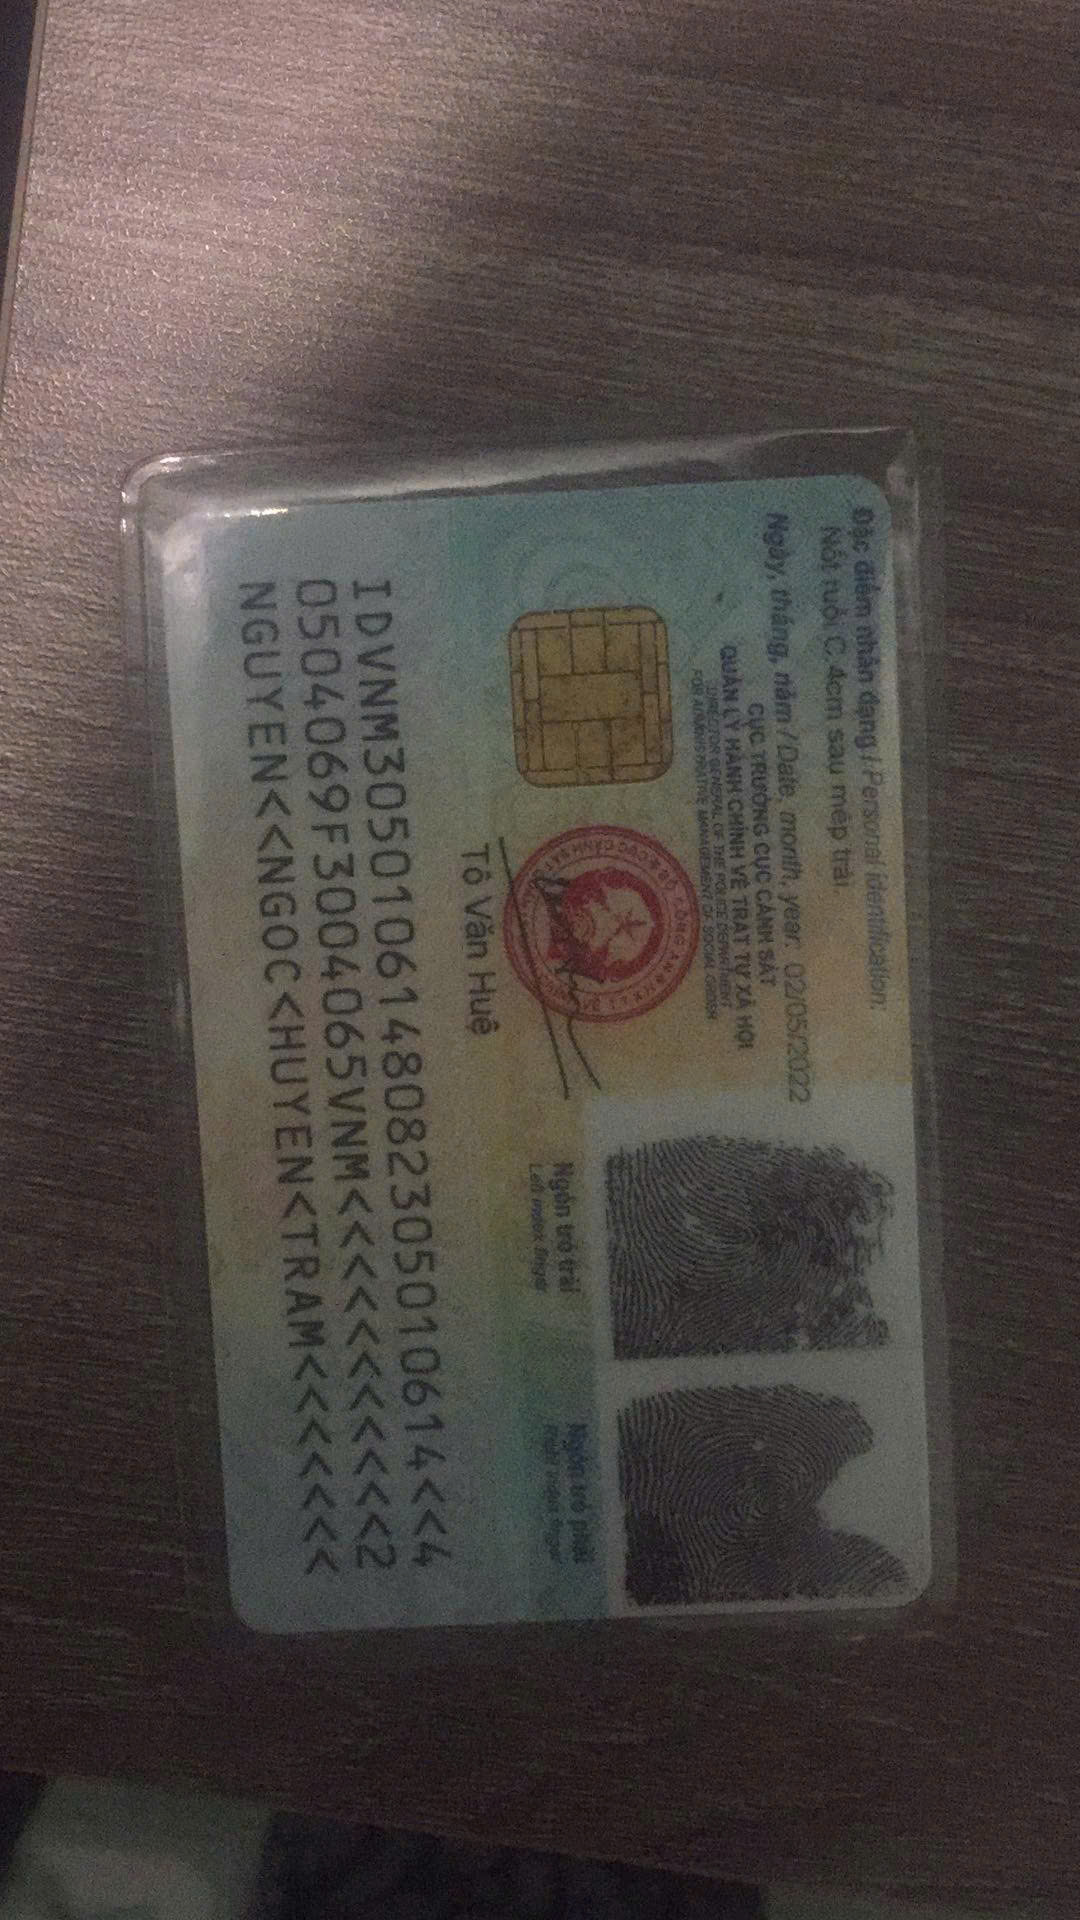 Đặc điểm nhân dạng / Personal identification:
Nốt ruồi C.4cm sau mép trái.
Ngày, tháng, năm / Date, month, year: 02/05/2022
CỤC TRƯỞNG CỤC CẢNH SÁT
QUẢN LÝ HÀNH CHÍNH VỀ TRẬT TỰ XÃ HỘI
DIRECTOR GENERAL OF THE POLICE DEPARTMENT
FOR ADMINISTRATIVE MANAGEMENT OF SOCIAL ORDER
Tô Văn Huệ
Ngón trỏ trái
Left index finger
Ngón trỏ phải
Right index finger
IDVNM3050106148082305010614<<4
0504069F3004065VNM<<<<<<<<<<<2
NGUYEN<<NGOC<HUYEN<TRAM<<<<<<<